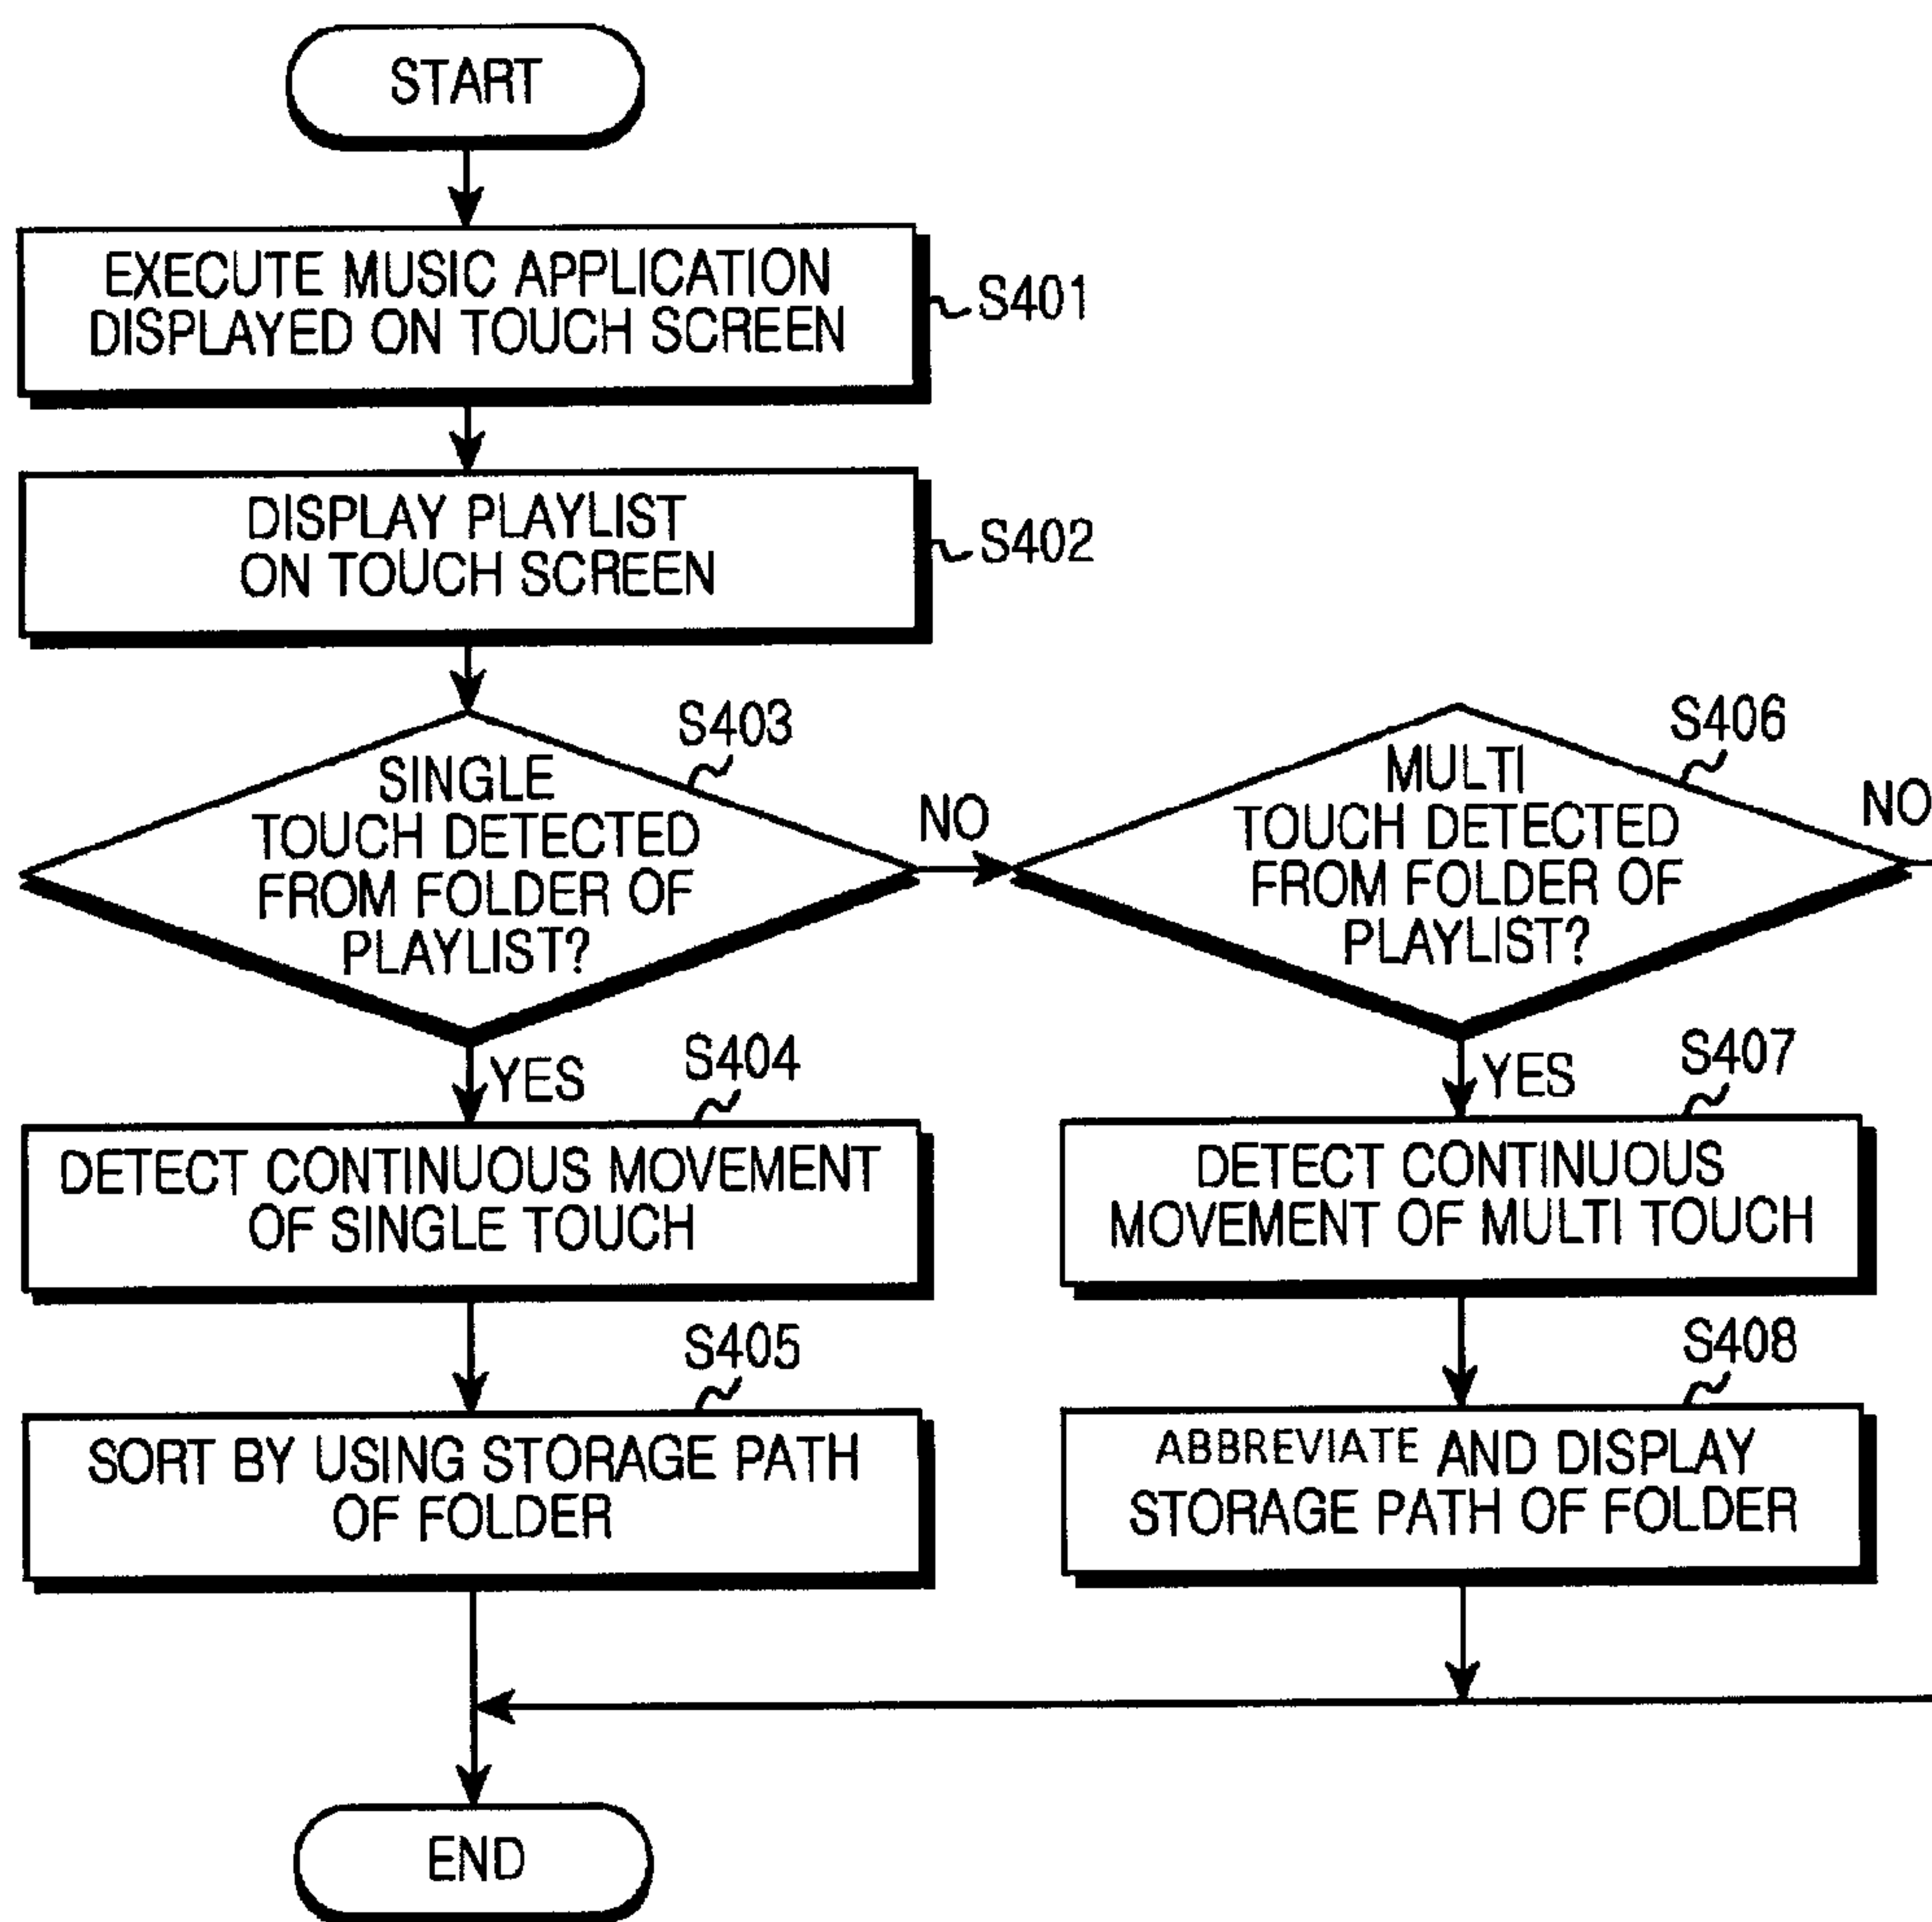 START
EXECUTE MUSIC APPLICATION
DISPLAYED ON TOUCH SCREEN
S401
DISPLAY PLAYLIST
ON TOUCH SCREEN
S402
S403
SINGLE
TOUCH DETECTED
FROM FOLDER OF
PLAYLIST?
NO
S406
MULTI
TOUCH DETECTED
FROM FOLDER OF
PLAYLIST?
NO
YES
S404
DETECT CONTINUOUS MOVEMENT
OF SINGLE TOUCH
YES
S407
DETECT CONTINUOUS
MOVEMENT OF MULTI TOUCH
S405
SORT BY USING STORAGE PATH
OF FOLDER
S408
ABBREVIATE AND DISPLAY
STORAGE PATH OF FOLDER
END